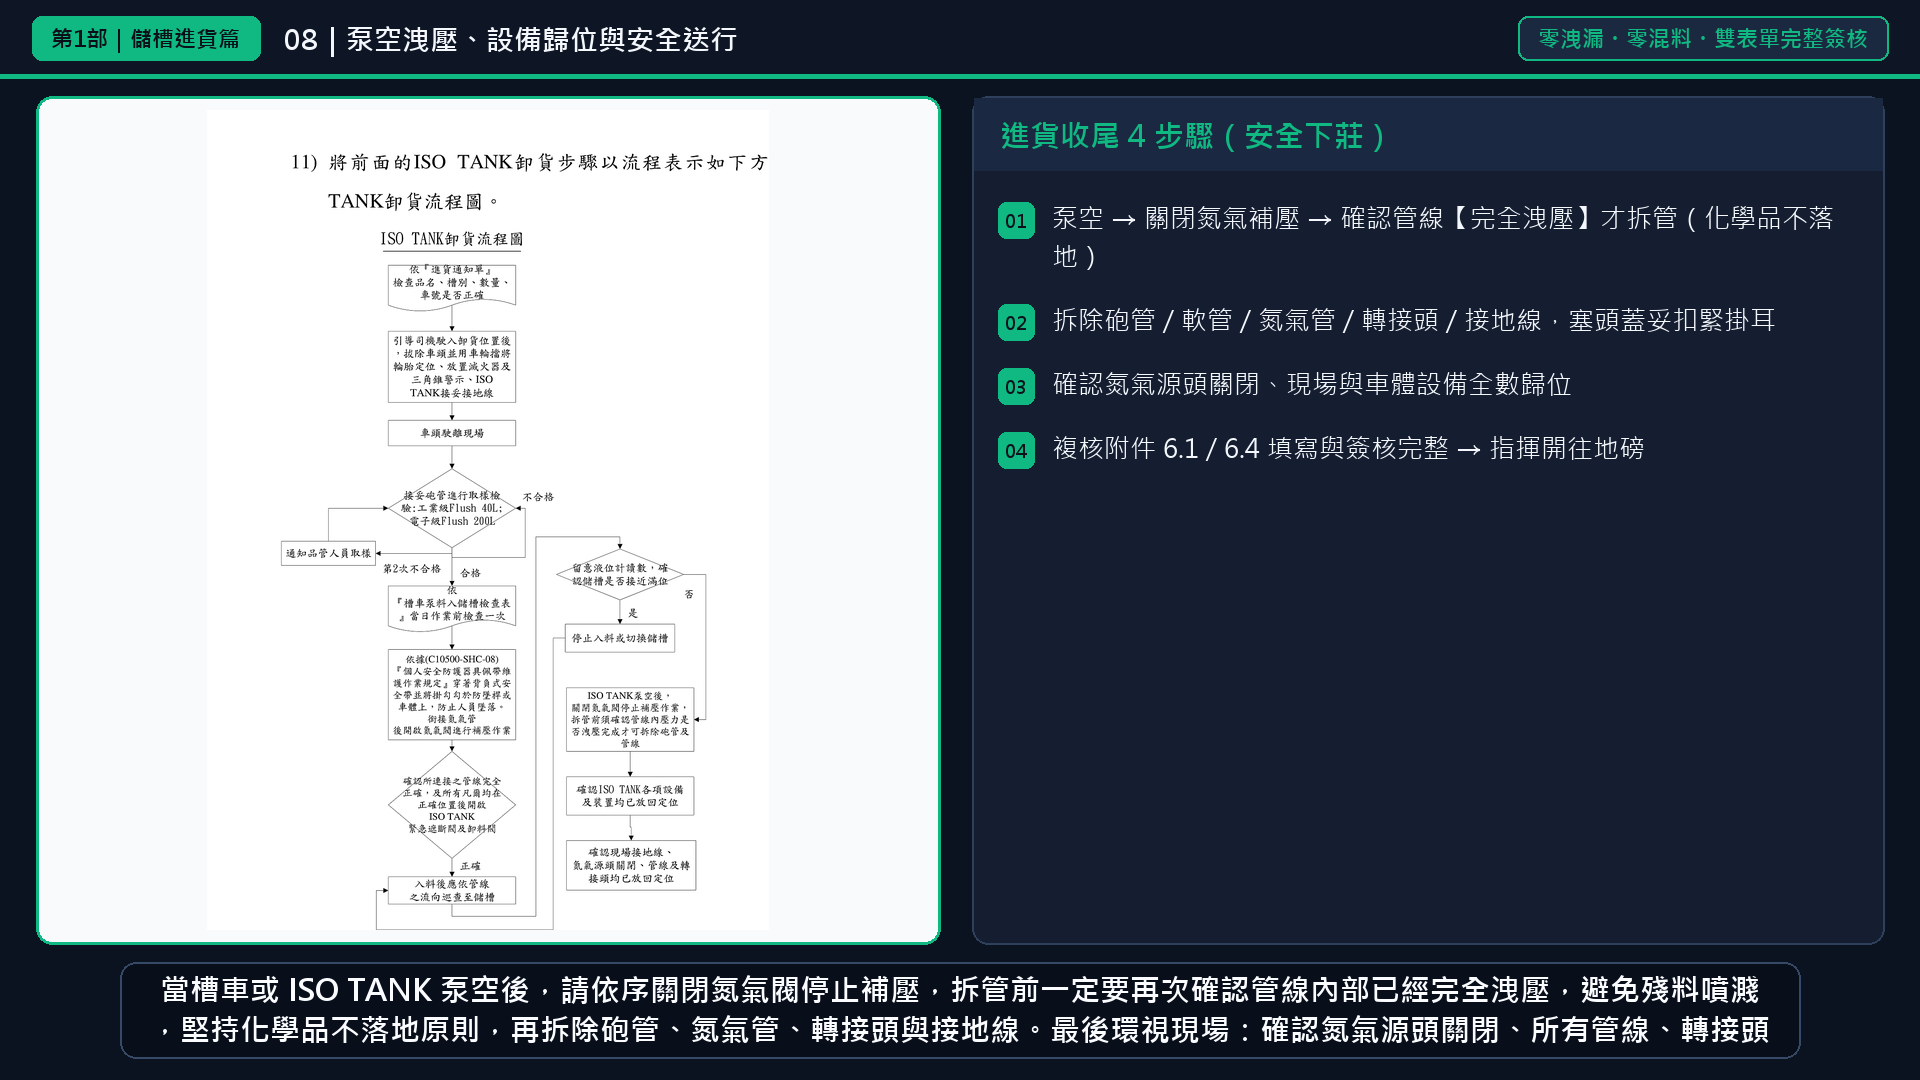 第1部 | 儲槽進貨篇
08 | 泵空洩壓、設備歸位與安全送行
零洩漏・零混料・雙表單完整簽核
11) 將前面的ISO TANK卸貨步驟以流程表示如下方
TANK卸貨流程圖。
ISO TANK卸貨流程圖
依『進貨通知單』
檢查品名、槽別、數量、
車號是否正確
引導司機駛入卸貨位置後
，拔除車頭並用車輪擋將
輪胎定位、放置滅火器及
三角錐警示、ISO
TANK接妥接地線
車頭駛離現場
接妥砲管進行取樣檢
驗:工業級Flush 40L;
電子級Flush 200L
不合格
通知品管人員取樣
第2次不合格
合格
依
『槽車泵料入儲槽檢查表
』當日作業前檢查一次
依據(C10500-SHC-08)
『個人安全防護器具佩帶維
護作業規定』穿著背負式安
全帶並將掛勾勾於防墜桿或
車體上，防止人員墜落。
銜接氮氣管
後開啟氮氣閥進行補壓作業
確認所連接之管線完全
正確，及所有凡爾均在
正確位置後開啟
ISO TANK
緊急遮斷閥及卸料閥
正確
入料後應依管線
之流向巡查至儲槽
留意液位計讀數，確
認儲槽是否接近滿位
否
是
停止入料或切換儲槽
ISO TANK泵空後，
關閉氮氣閥停止補壓作業，
拆管前須確認管線內壓力是
否洩壓完成才可拆除砲管及
管線
確認ISO TANK各項設備
及裝置均已放回定位
確認現場接地線、
氮氣源頭關閉、管線及轉
接頭均已放回定位
進貨收尾 4 步驟（安全下莊）
01 泵空 → 關閉氮氣補壓 → 確認管線【完全洩壓】才拆管（化學品不落
地）
02 拆除砲管 / 軟管 / 氮氣管 / 轉接頭 / 接地線，塞頭蓋妥扣緊掛耳
03 確認氮氣源頭關閉、現場與車體設備全數歸位
04 複核附件 6.1 / 6.4 填寫與簽核完整 → 指揮開往地磅
當槽車或 ISO TANK 泵空後，請依序關閉氮氣閥停止補壓，拆管前一定要再次確認管線內部已經完全洩壓，避免殘料噴濺
，堅持化學品不落地原則，再拆除砲管、氮氣管、轉接頭與接地線。最後環視現場：確認氮氣源頭關閉、所有管線、轉接頭